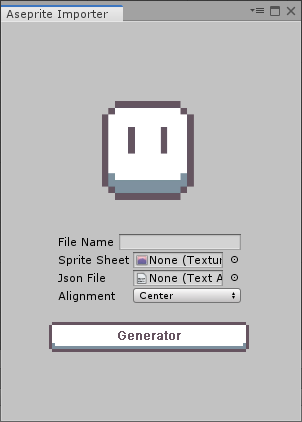 Aseprite Importer
File Name
Sprite Sheet None (Textur
Json File None (Text A
Alignment Center
Generator